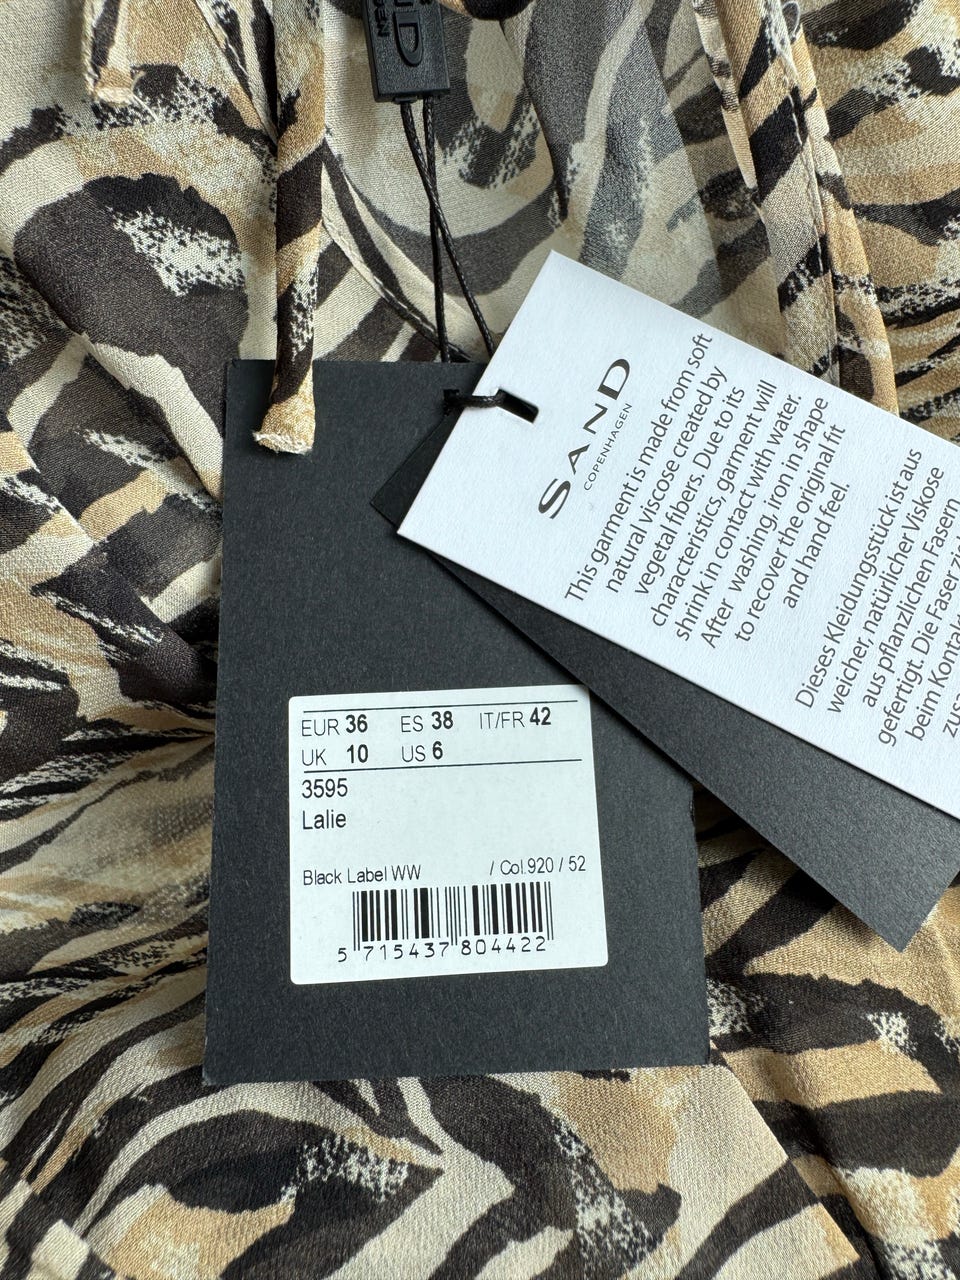 SAND
COPENHAGEN
This garment is made from soft
natural viscose created by
vegetal fibers. Due to its
characteristics, garment will
shrink in contact with water.
After washing, iron in shape
to recover the original fit
and hand feel.
Dieses Kleidungsstück ist aus
weicher, natürlicher Viskose
aus pflanzlichen Fasern
gefertigt. Die Faser
beim
EUR 36 ES 38 IT/FR 42
UK 10 US 6
3595
Lalie
Black Label WW / Col.920 / 52
5 715437 804422